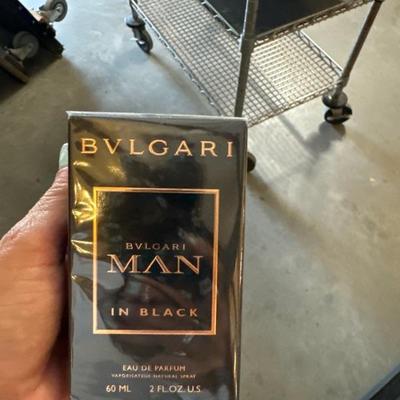 BVLGARI
BVLGARI
MAN
IN BLACK
EAU DE PARFUM
VAPORISATEUR NATURAL SPRAY
60 ML 2 FL.OZ. U.S.